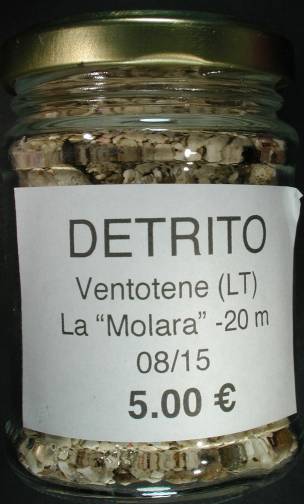 DETRITO
Ventotene (LT)
La “Molara” -20 m
08/15
5.00 €